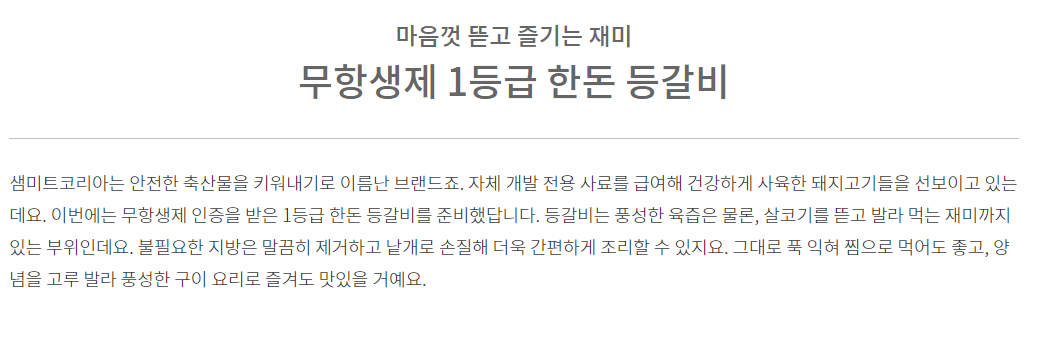 마음껏 뜯고 즐기는 재미
무항생제 1등급 한돈 등갈비
샘미트코리아는 안전한 축산물을 키워내기로 이름난 브랜드죠. 자체 개발 전용 사료를 급여해 건강하게 사육한 돼지고기들을 선보이고 있는
데요. 이번에는 무항생제 인증을 받은 1등급 한돈 등갈비를 준비했답니다. 등갈비는 풍성한 육즙은 물론, 살코기를 뜯고 발라 먹는 재미까지
있는 부위인데요. 불필요한 지방은 말끔히 제거하고 낱개로 손질해 더욱 간편하게 조리할 수 있지요. 그대로 푹 익혀 찜으로 먹어도 좋고, 양
념을 고루 발라 풍성한 구이 요리로 즐겨도 맛있을 거예요.